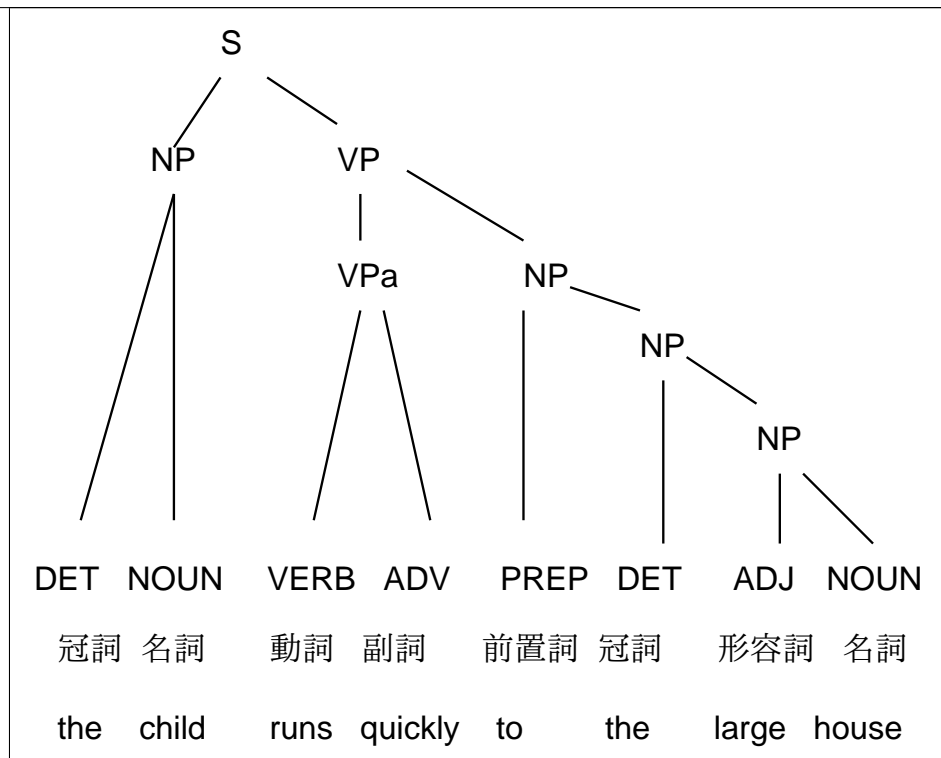 S
NP VP
VPa NP
NP
NP
DET NOUN VERB ADV PREP DET ADJ NOUN
冠詞 名詞 動詞 副詞 前置詞 冠詞 形容詞 名詞
the child runs quickly to the large house